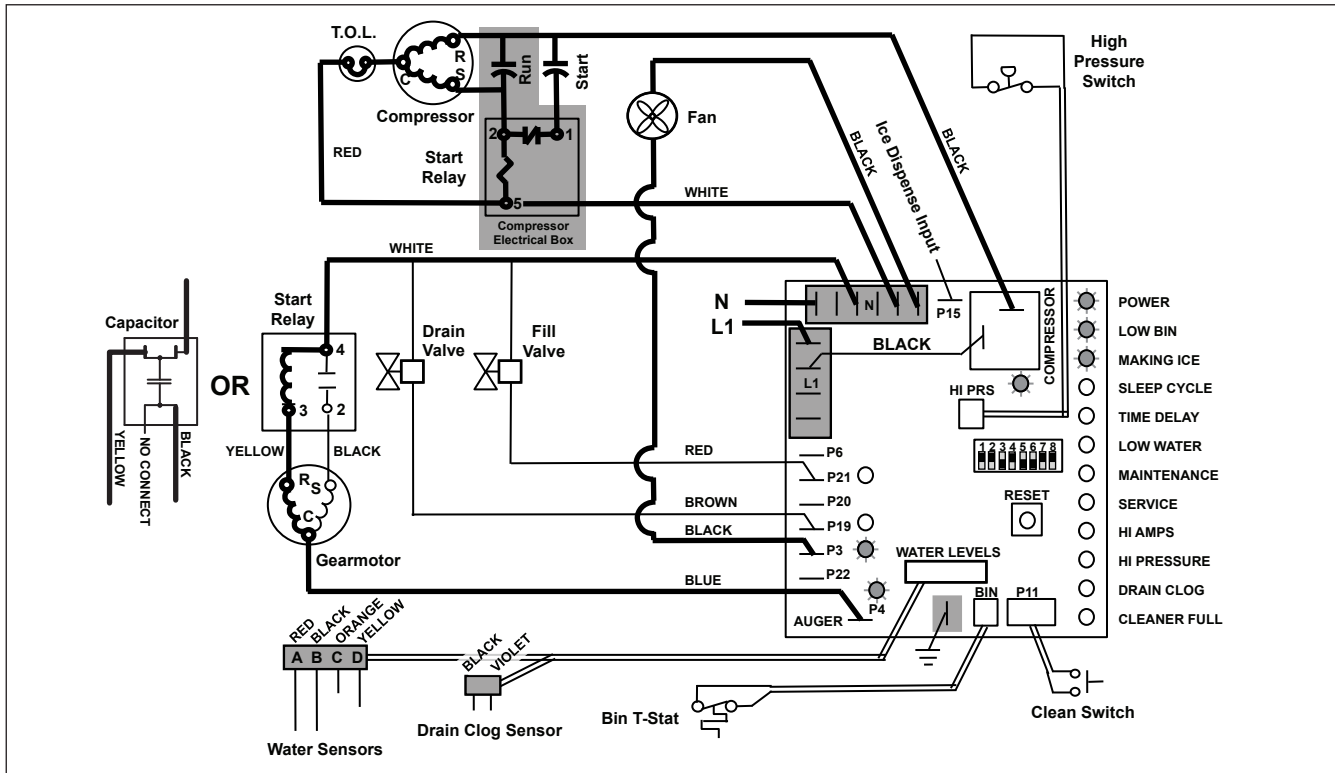 T.O.L.
R
S
C
Compressor
Run
Start
High
Pressure
Switch
Fan
RED
2
1
Start
Relay
5
Compressor
Electrical Box
WHITE
BLACK
BLACK
Ice Dispense Input
WHITE
Capacitor
YELLOW
NO CONNECT
BLACK
OR
Start
Relay
4
3
2
YELLOW
BLACK
R
S
C
Gearmotor
Drain
Valve
Fill
Valve
N
L1
N
P15
BLACK
L1
COMPRESSOR
HI PRS
1 2 3 4 5 6 7 8
RESET
POWER
LOW BIN
MAKING ICE
SLEEP CYCLE
TIME DELAY
LOW WATER
MAINTENANCE
SERVICE
HI AMPS
HI PRESSURE
DRAIN CLOG
CLEANER FULL
RED
BROWN
BLACK
BLUE
P6
P21
P20
P19
P3
P22
P4
AUGER
WATER LEVELS
BIN
P11
RED
BLACK
ORANGE
YELLOW
A B C D
Water Sensors
BLACK
VIOLET
Drain Clog Sensor
Bin T-Stat
Clean Switch